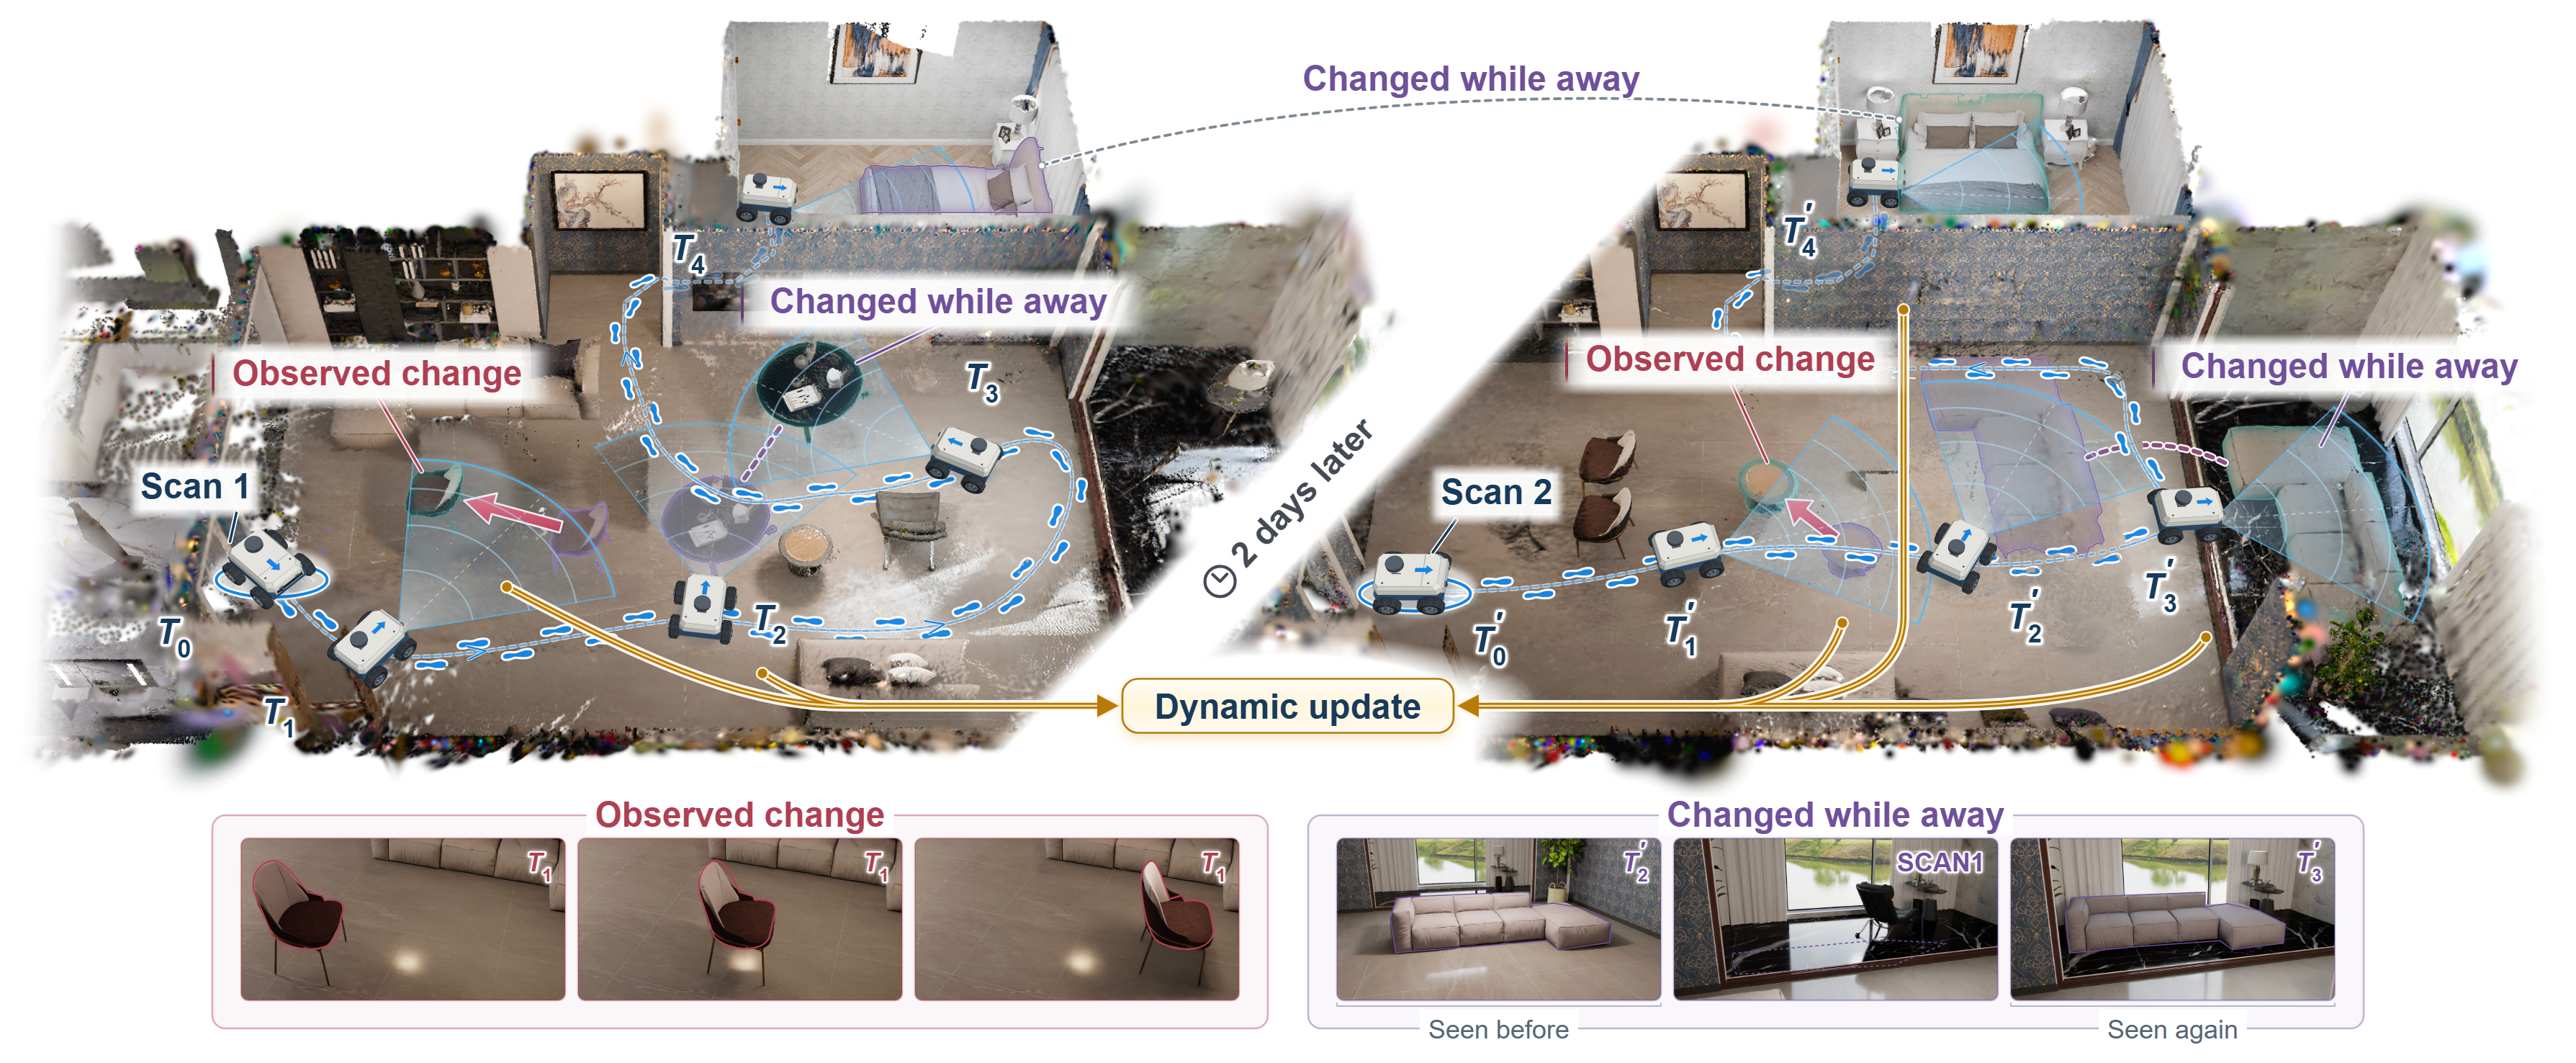 Changed while away
T4
T′4
Changed while away
Observed change
T3
Observed change
Changed while away
Scan 1
2 days later
Scan 2
T0
T1
T2
T′0
T′1
T′2
T′3
Dynamic update
Observed change
Changed while away
T1
T1
T1
T′2
SCAN1
T′3
Seen before
Seen again